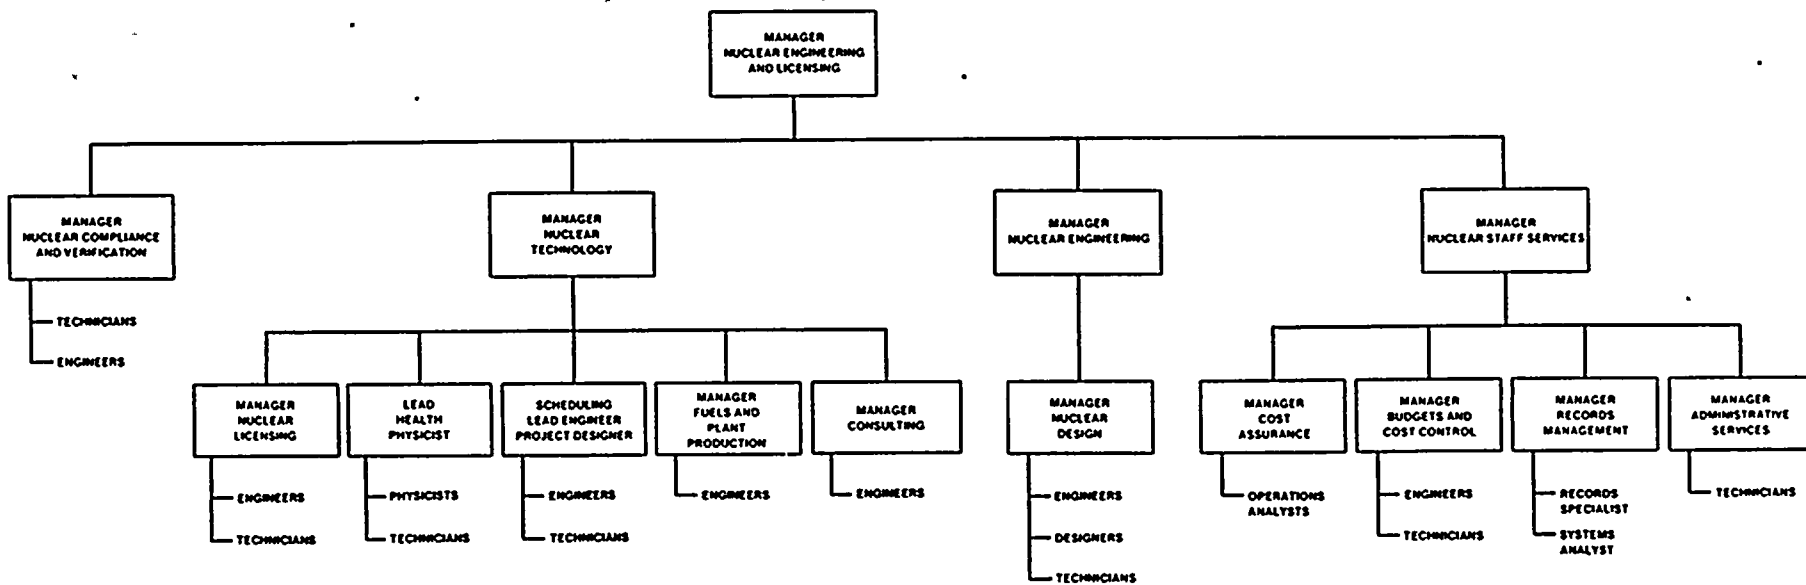 MANAGER
NUCLEAR ENGINEERING
AND LICENSING
MANAGER
NUCLEAR COMPLIANCE
AND VERIFICATION
TECHNICIANS
ENGINEERS
MANAGER
NUCLEAR
TECHNOLOGY
MANAGER
NUCLEAR ENGINEERING
MANAGER
NUCLEAR STAFF SERVICES
MANAGER
NUCLEAR
LICENSING
ENGINEERS
TECHNICIANS
LEAD
HEALTH
PHYSICIST
PHYSICISTS
TECHNICIANS
SCHEDULING
LEAD ENGINEER
PROJECT DESIGNER
ENGINEERS
TECHNICIANS
MANAGER
FUELS AND
PLANT
PRODUCTION
ENGINEERS
MANAGER
CONSULTING
ENGINEERS
MANAGER
NUCLEAR
DESIGN
ENGINEERS
DESIGNERS
TECHNICIANS
MANAGER
COST
ASSURANCE
OPERATIONS
ANALYSTS
MANAGER
BUDGETS AND
COST CONTROL
ENGINEERS
TECHNICIANS
MANAGER
RECORDS
MANAGEMENT
RECORDS
SPECIALIST
SYSTEMS
ANALYST
MANAGER
ADMINISTRATIVE
SERVICES
TECHNICIANS